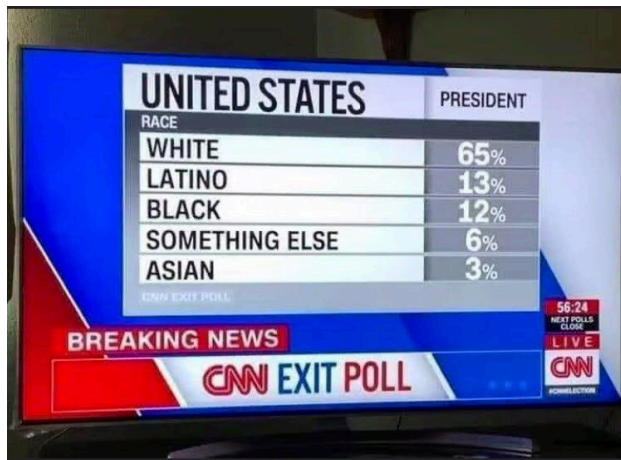 UNITED STATES PRESIDENT
RACE
WHITE 65%
LATINO 13%
BLACK 12%
SOMETHING ELSE 6%
ASIAN 3%
CNN EXIT POLL
56:24
NEXT POLLS
CLOSE
BREAKING NEWS
LIVE
CNN EXIT POLL
CNN
#CNNELECTION